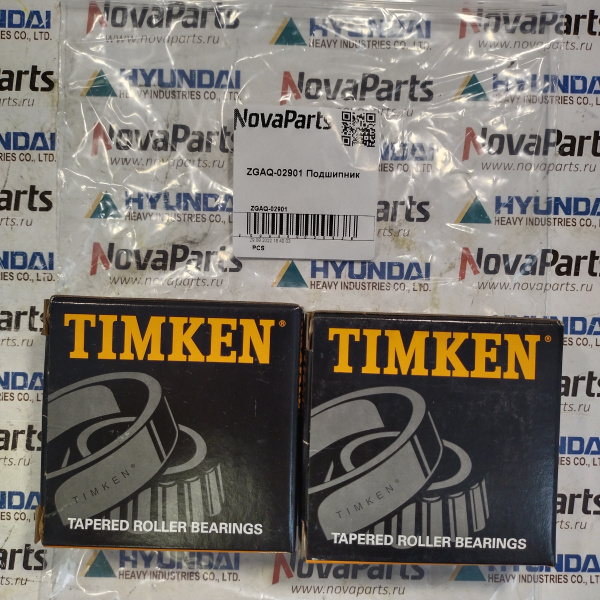 NovaParts
www.novaparts.ru
HYUNDAI
HEAVY INDUSTRIES CO., LTD.
NovaParts
ZGAQ-02901 Подшипник
ZGAQ-02901
PCS
TIMKEN®
TIMKEN®
TAPERED ROLLER BEARINGS
TIMKEN®
TIMKEN®
TAPERED ROLLER BEARINGS